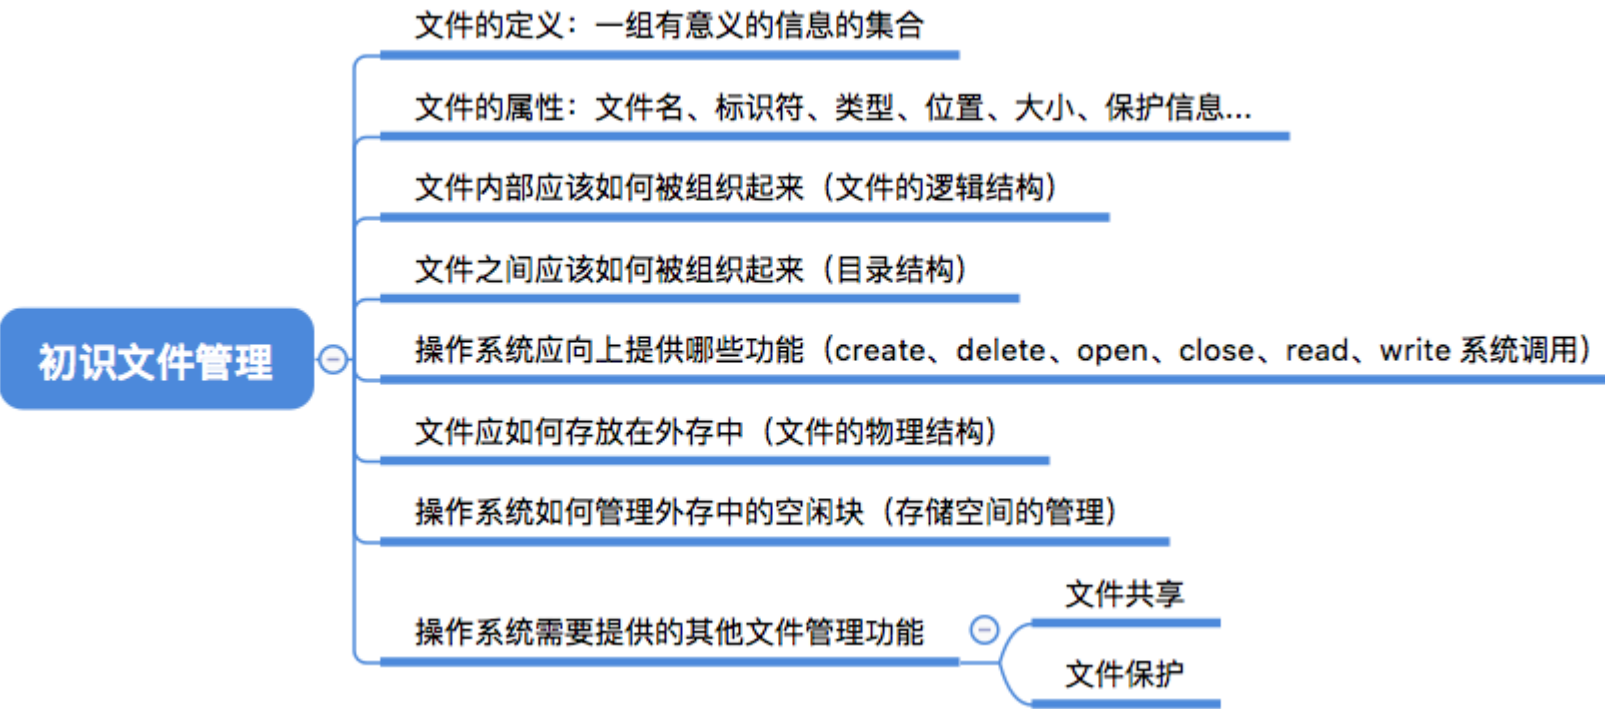 文件的定义：一组有意义的信息的集合
文件的属性：文件名、标识符、类型、位置、大小、保护信息...
文件内部应该如何被组织起来（文件的逻辑结构）
文件之间应该如何被组织起来（目录结构）
初识文件管理
操作系统应向上提供哪些功能（create、delete、open、close、read、write 系统调用）
文件应如何存放在外存中（文件的物理结构）
操作系统如何管理外存中的空闲块（存储空间的管理）
操作系统需要提供的其他文件管理功能
文件共享
文件保护